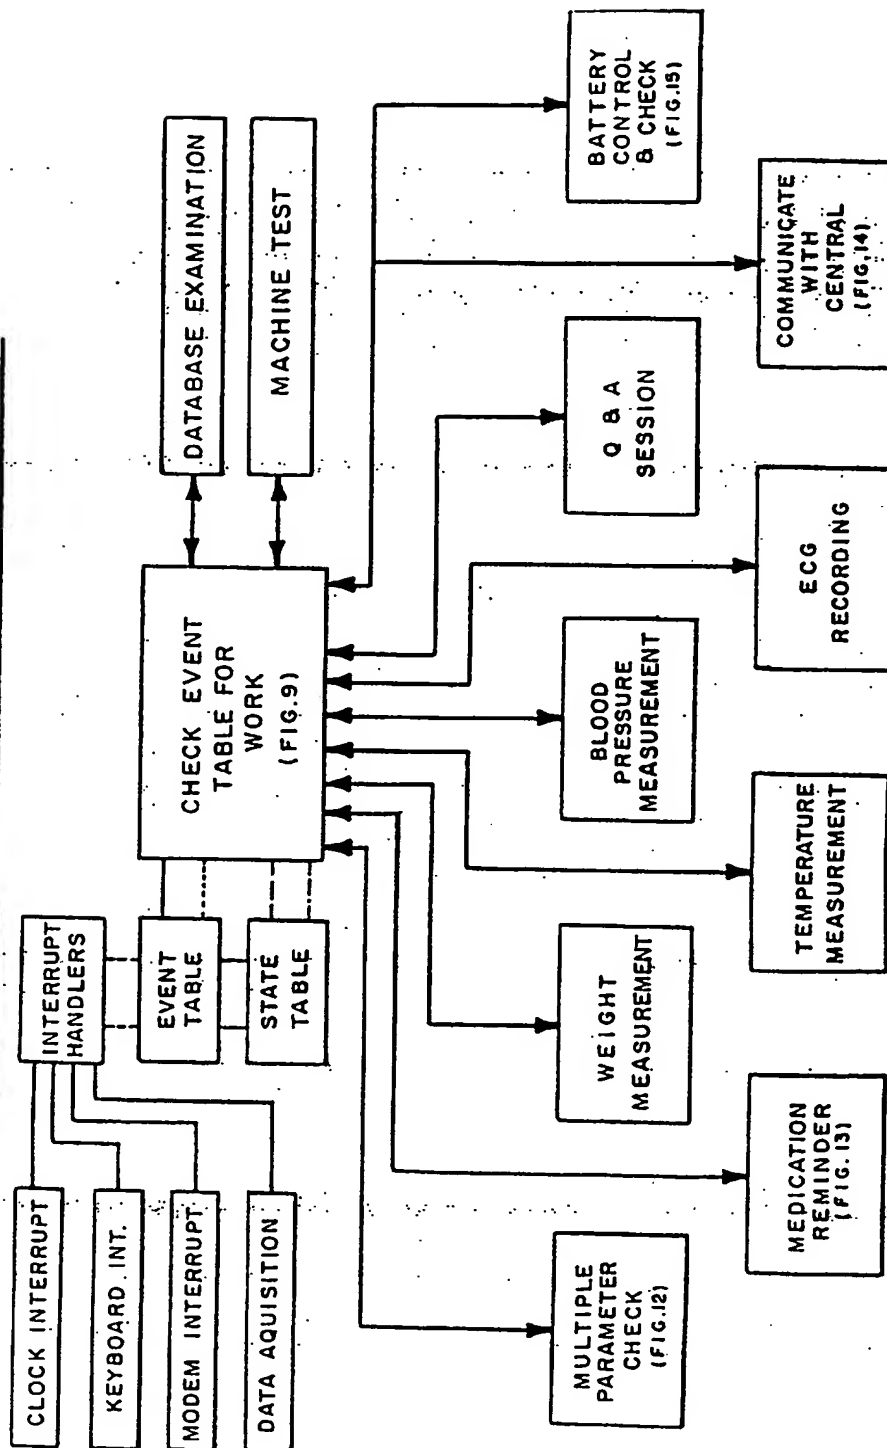 CLOCK INTERRUPT
KEYBOARD INT.
MODEM INTERRUPT
DATA AQUISITION
INTERRUPT
HANDLERS
EVENT
TABLE
STATE
TABLE
CHECK EVENT
TABLE FOR
WORK
(FIG.9)
DATABASE EXAMINATION
MACHINE TEST
MULTIPLE
PARAMETER
CHECK
(FIG.12)
MEDICATION
REMINDER
(FIG. 13)
WEIGHT
MEASUREMENT
TEMPERATURE
MEASUREMENT
BLOOD
PRESSURE
MEASUREMENT
ECG
RECORDING
Q & A
SESSION
COMMUNICATE
WITH
CENTRAL
(FIG.14)
BATTERY
CONTROL
& CHECK
(FIG.15)